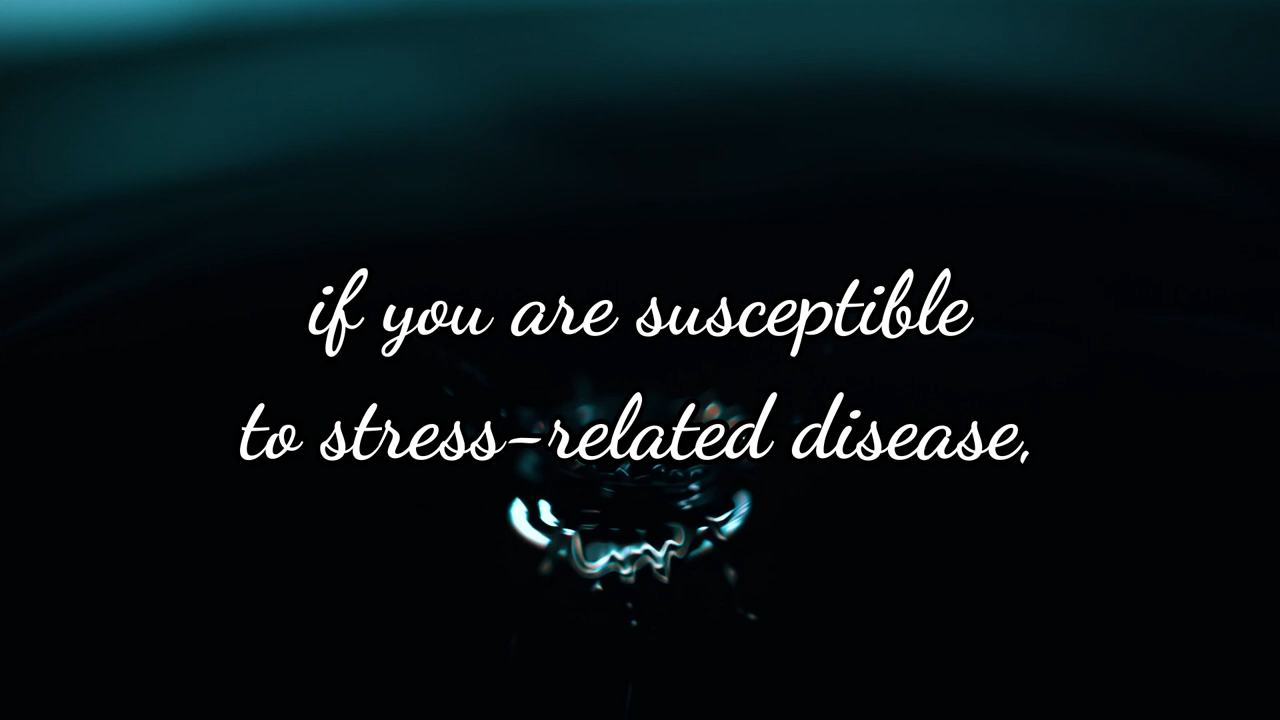 if you are susceptible
to stress-related disease,